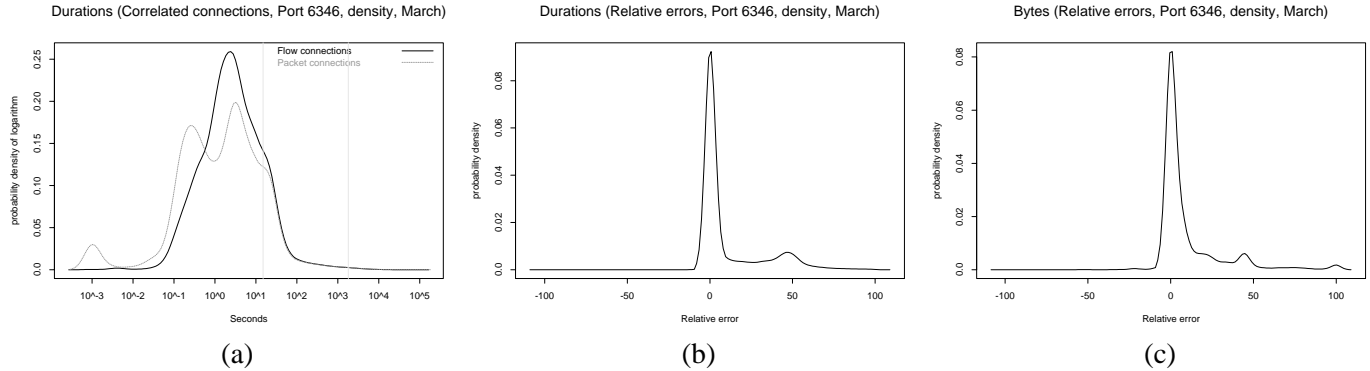 Durations (Correlated connections, Port 6346, density, March)
probability density of logarithm
0.25
0.20
0.15
0.10
0.05
0.0
Flow connections
Packet connections
10^-3 10^-2 10^-1 10^0 10^1 10^2 10^3 10^4 10^5
Seconds
(a)
Durations (Relative errors, Port 6346, density, March)
probability density
0.08
0.06
0.04
0.02
0.0
-100 -50 0 50 100
Relative error
(b)
Bytes (Relative errors, Port 6346, density, March)
probability density
0.08
0.06
0.04
0.02
0.0
-100 -50 0 50 100
Relative error
(c)